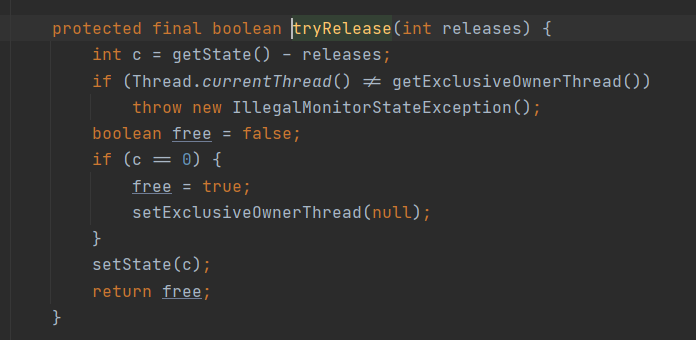 protected final boolean tryRelease(int releases) {
    int c = getState() - releases;
    if (Thread.currentThread() != getExclusiveOwnerThread())
        throw new IllegalMonitorStateException();
    boolean free = false;
    if (c == 0) {
        free = true;
        setExclusiveOwnerThread(null);
    }
    setState(c);
    return free;
}